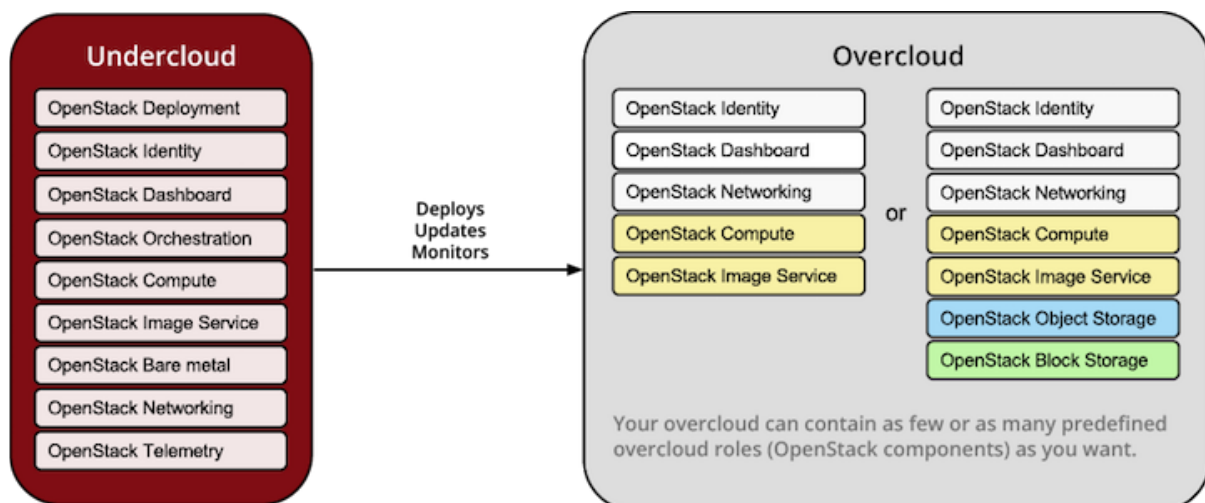 Undercloud
OpenStack Deployment
OpenStack Identity
OpenStack Dashboard
OpenStack Orchestration
OpenStack Compute
OpenStack Image Service
OpenStack Bare metal
OpenStack Networking
OpenStack Telemetry
Deploys
Updates
Monitors
Overcloud
OpenStack Identity
OpenStack Dashboard
OpenStack Networking
OpenStack Compute
OpenStack Image Service
or
OpenStack Identity
OpenStack Dashboard
OpenStack Networking
OpenStack Compute
OpenStack Image Service
OpenStack Object Storage
OpenStack Block Storage
Your overcloud can contain as few or as many predefined
overcloud roles (OpenStack components) as you want.